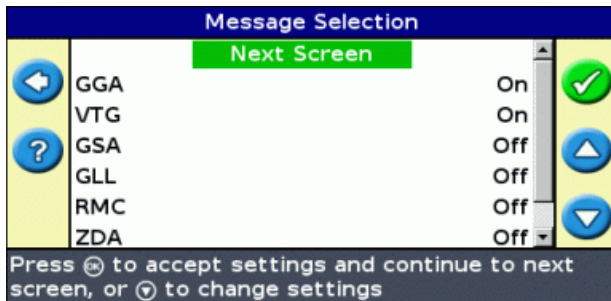 Message Selection
Next Screen
GGA On
VTG On
GSA Off
GLL Off
RMC Off
ZDA Off
?
Press OK to accept settings and continue to next
screen, or to change settings